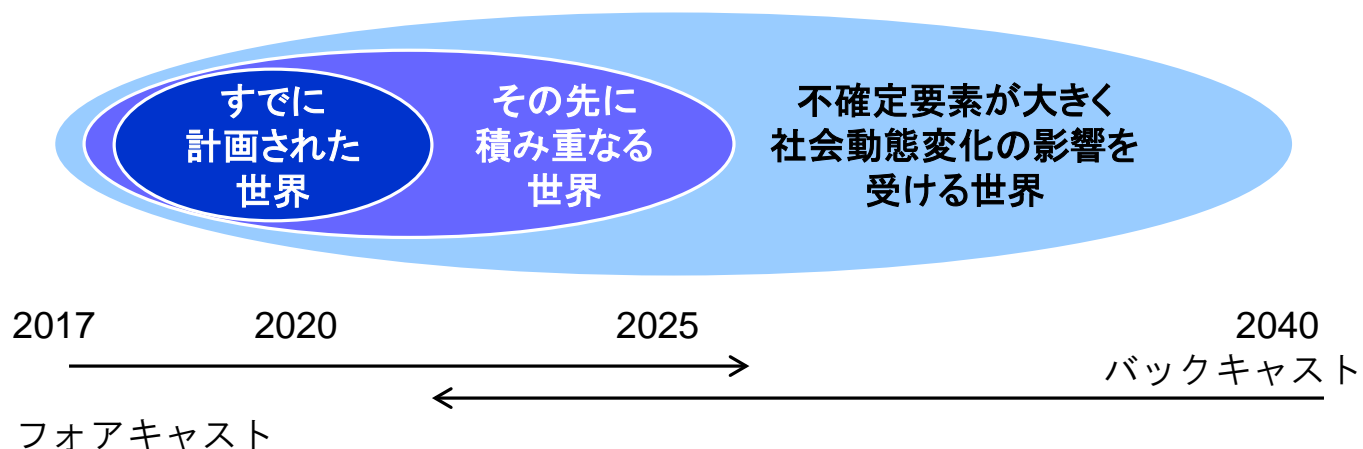 すでに
計画された
世界
その先に
積み重なる
世界
不確定要素が大きく
社会動態変化の影響を
受ける世界
2017 2020 2025 2040
バックキャスト
フォアキャスト